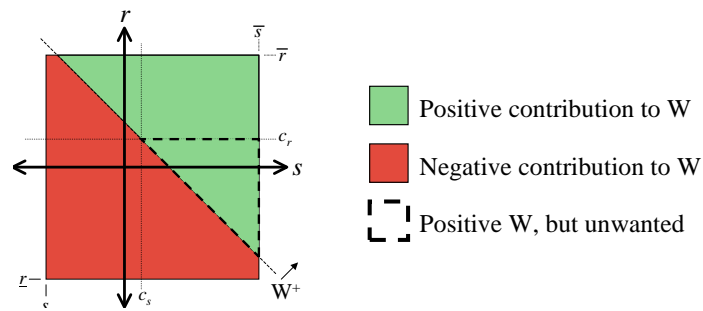 r
s̅
r̅
Positive contribution to W
c_r
s
Negative contribution to W
Positive W, but unwanted
r̲
W⁺
s
c_s